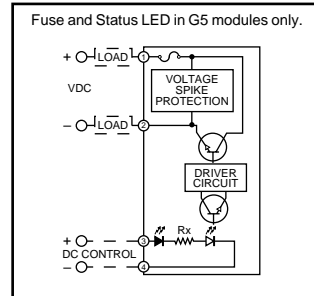 Fuse and Status LED in G5 modules only.
+ LOAD 1
VDC
VOLTAGE
SPIKE
PROTECTION
– LOAD 2
DRIVER
CIRCUIT
+ 3 Rx
DC CONTROL
– 4